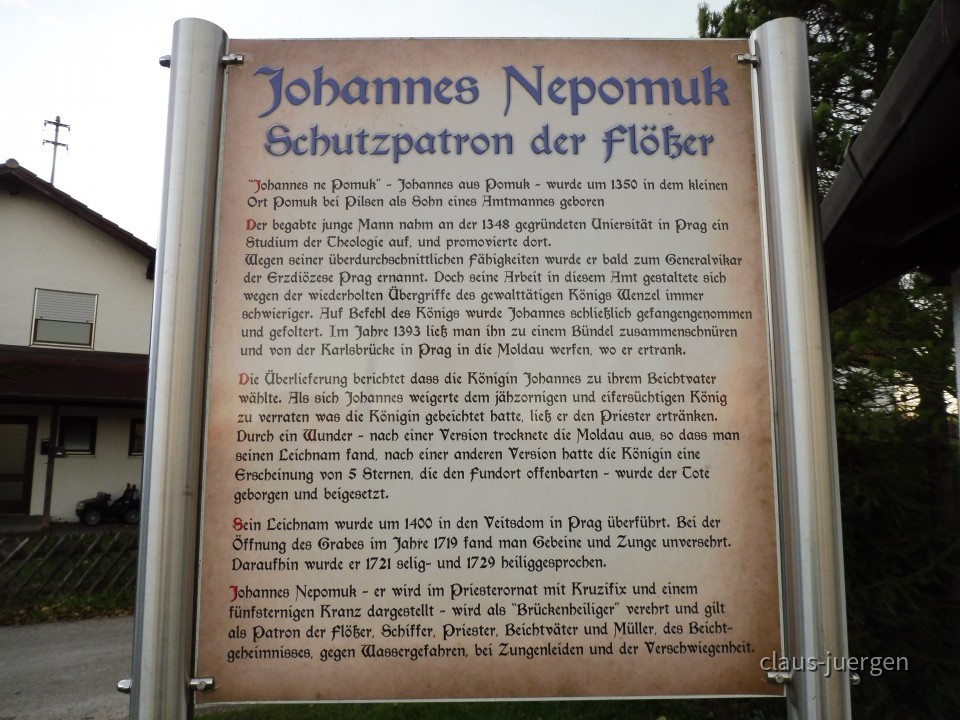 Johannes Nepomuk
Schutzpatron der Flößer
"Johannes ne Pomuk" - Johannes aus Pomuk - wurde um 1350 in dem kleinen
Ort Pomuk bei Pilsen als Sohn eines Amtmannes geboren
Der begabte junge Mann nahm an der 1348 gegründeten Uniersität in Prag ein
Studium der Theologie auf, und promovierte dort.
Wegen seiner überdurchschnittlichen Fähigkeiten wurde er bald zum Generalvikar
der Erzdiözese Prag ernannt. Doch seine Arbeit in diesem Amt gestaltete sich
wegen der wiederholten Übergriffe des gewalttätigen Königs Wenzel immer
schwieriger. Auf Befehl des Königs wurde Johannes schließlich gefangengenommen
und gefoltert. Im Jahre 1393 ließ man ihn zu einem Bündel zusammenschnüren
und von der Karlsbrücke in Prag in die Moldau werfen, wo er ertrank.
Die Überlieferung berichtet dass die Königin Johannes zu ihrem Beichtvater
wählte. Als sich Johannes weigerte dem jähzornigen und eifersüchtigen König
zu verraten was die Königin gebeichtet hatte, ließ er den Priester ertränken.
Durch ein Wunder - nach einer Version trocknete die Moldau aus, so dass man
seinen Leichnam fand, nach einer anderen Version hatte die Königin eine
Erscheinung von 5 Sternen, die den Fundort offenbarten - wurde der Tote
geborgen und beigesetzt.
Sein Leichnam wurde um 1400 in den Veitsdom in Prag überführt. Bei der
Öffnung des Grabes im Jahre 1719 fand man Gebeine und Zunge unversehrt.
Daraufhin wurde er 1721 selig- und 1729 heiliggesprochen.
Johannes Nepomuk - er wird im Priesterornat mit Kruzifix und einem
fünfsternigen Kranz dargestellt - wird als "Brückenheiliger" verehrt und gilt
als Patron der Flößer, Schiffer, Priester, Beichtväter und Müller, des Beicht-
geheimnisses, gegen Wassergefahren, bei Zungenleiden und der Verschwiegenheit.
claus-juergen